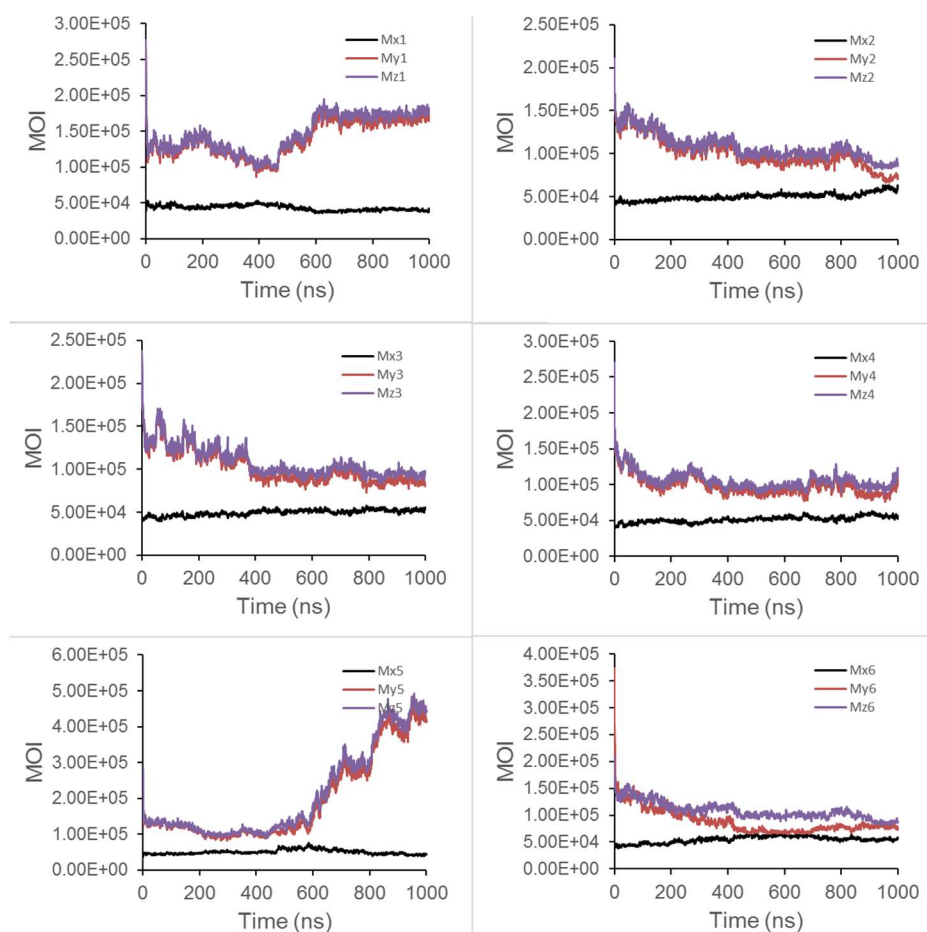 3.00E+05
2.50E+05
2.00E+05
1.50E+05
1.00E+05
5.00E+04
0.00E+00
MOI
Mx1
My1
Mz1
0 200 400 600 800 1000
Time (ns)
2.50E+05
2.00E+05
1.50E+05
1.00E+05
5.00E+04
0.00E+00
MOI
Mx2
My2
Mz2
0 200 400 600 800 1000
Time (ns)
2.50E+05
2.00E+05
1.50E+05
1.00E+05
5.00E+04
0.00E+00
MOI
Mx3
My3
Mz3
0 200 400 600 800 1000
Time (ns)
3.00E+05
2.50E+05
2.00E+05
1.50E+05
1.00E+05
5.00E+04
0.00E+00
MOI
Mx4
My4
Mz4
0 200 400 600 800 1000
Time (ns)
6.00E+05
5.00E+05
4.00E+05
3.00E+05
2.00E+05
1.00E+05
0.00E+00
MOI
Mx5
My5
Mz5
0 200 400 600 800 1000
Time (ns)
4.00E+05
3.50E+05
3.00E+05
2.50E+05
2.00E+05
1.50E+05
1.00E+05
5.00E+04
0.00E+00
MOI
Mx6
My6
Mz6
0 200 400 600 800 1000
Time (ns)